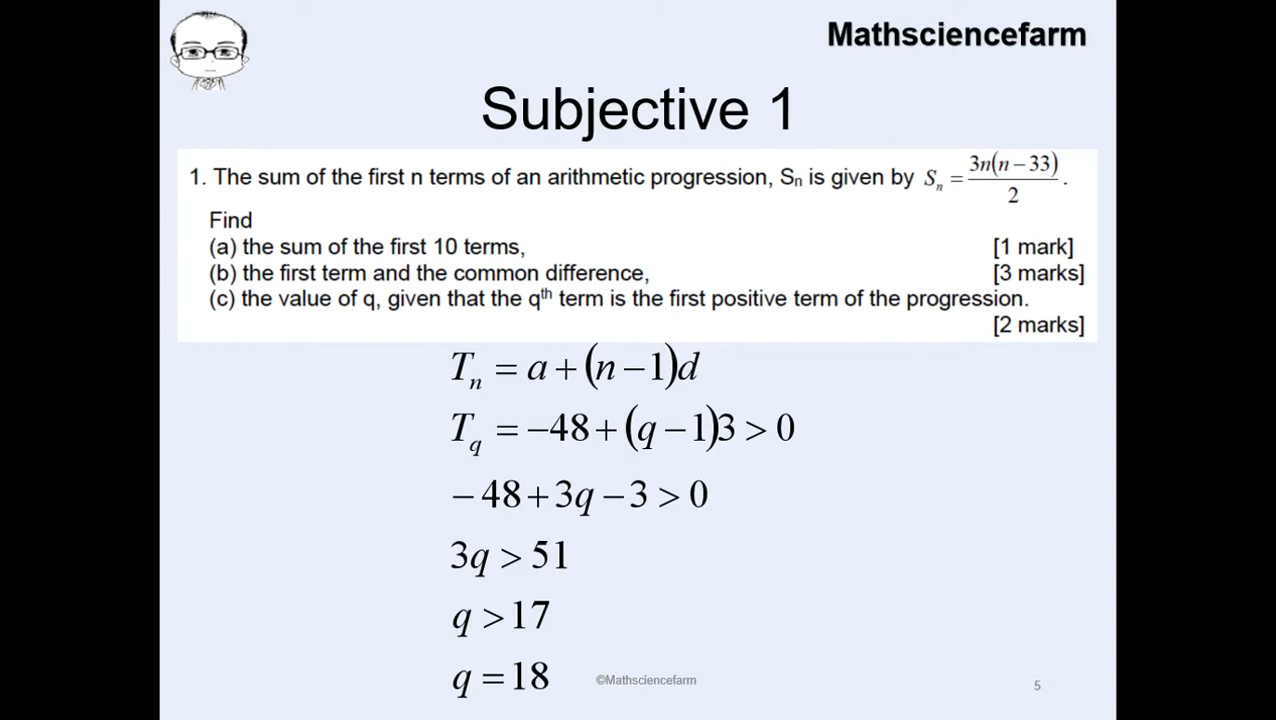 Mathsciencefarm
Subjective 1
1. The sum of the first n terms of an arithmetic progression, Sₙ is given by Sₙ = 3n(n − 33)/2 .
Find
(a) the sum of the first 10 terms, [1 mark]
(b) the first term and the common difference, [3 marks]
(c) the value of q, given that the qᵗʰ term is the first positive term of the progression.
[2 marks]
Tₙ = a + (n − 1)d
T_q = −48 + (q − 1)3 > 0
− 48 + 3q − 3 > 0
3q > 51
q > 17
q = 18
©Mathsciencefarm
5